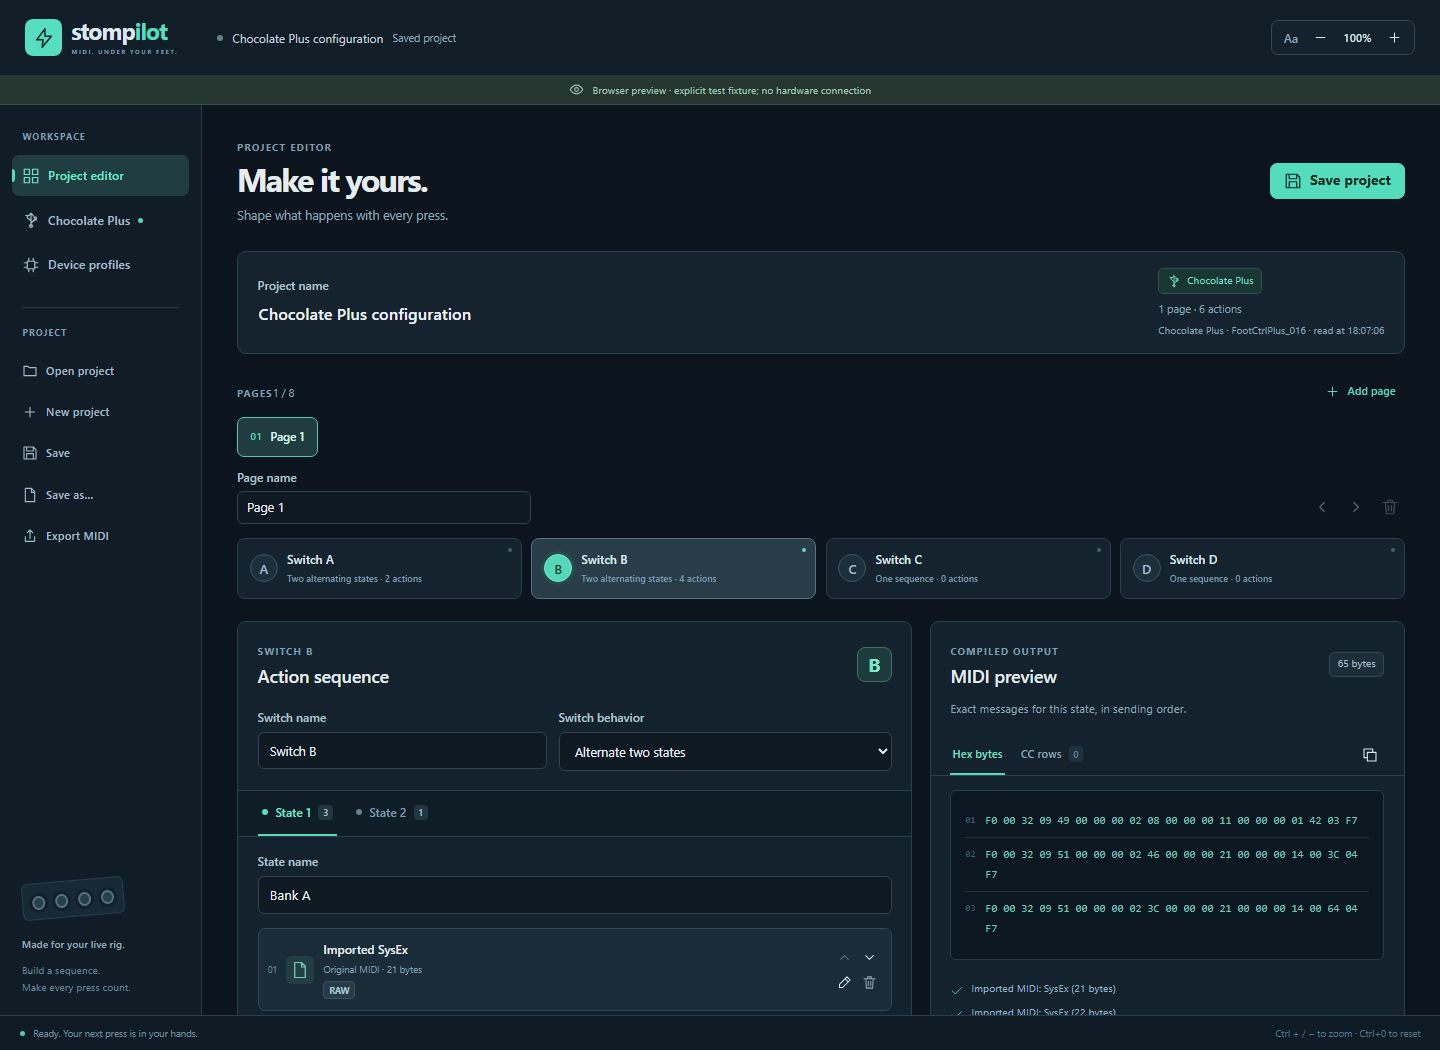 stompilot
MIDI. UNDER YOUR FEET.
Chocolate Plus configuration Saved project
Aa − 100% +
Browser preview · explicit test fixture; no hardware connection
WORKSPACE
Project editor
Chocolate Plus
Device profiles
PROJECT
Open project
New project
Save
Save as...
Export MIDI
Made for your live rig.
Build a sequence.
Make every press count.
PROJECT EDITOR
Make it yours.
Shape what happens with every press.
Save project
Project name
Chocolate Plus configuration
Chocolate Plus
1 page · 6 actions
Chocolate Plus · FootCtrlPlus_016 · read at 18:07:06
PAGES 1 / 8
Add page
01 Page 1
Page name
Page 1
A Switch A
Two alternating states · 2 actions
B Switch B
Two alternating states · 4 actions
C Switch C
One sequence · 0 actions
D Switch D
One sequence · 0 actions
SWITCH B
Action sequence
B
Switch name
Switch B
Switch behavior
Alternate two states
State 1 3
State 2 1
State name
Bank A
01
Imported SysEx
Original MIDI · 21 bytes
RAW
COMPILED OUTPUT
MIDI preview
65 bytes
Exact messages for this state, in sending order.
Hex bytes
CC rows 0
01 F0 00 32 09 49 00 00 00 02 08 00 00 00 11 00 00 00 01 42 03 F7
02 F0 00 32 09 51 00 00 00 02 46 00 00 00 21 00 00 00 14 00 3C 04
F7
03 F0 00 32 09 51 00 00 00 02 3C 00 00 00 21 00 00 00 14 00 64 04
F7
Imported MIDI: SysEx (21 bytes)
Imported MIDI: SysEx (22 bytes)
Ready. Your next press is in your hands.
Ctrl + / − to zoom · Ctrl+0 to reset